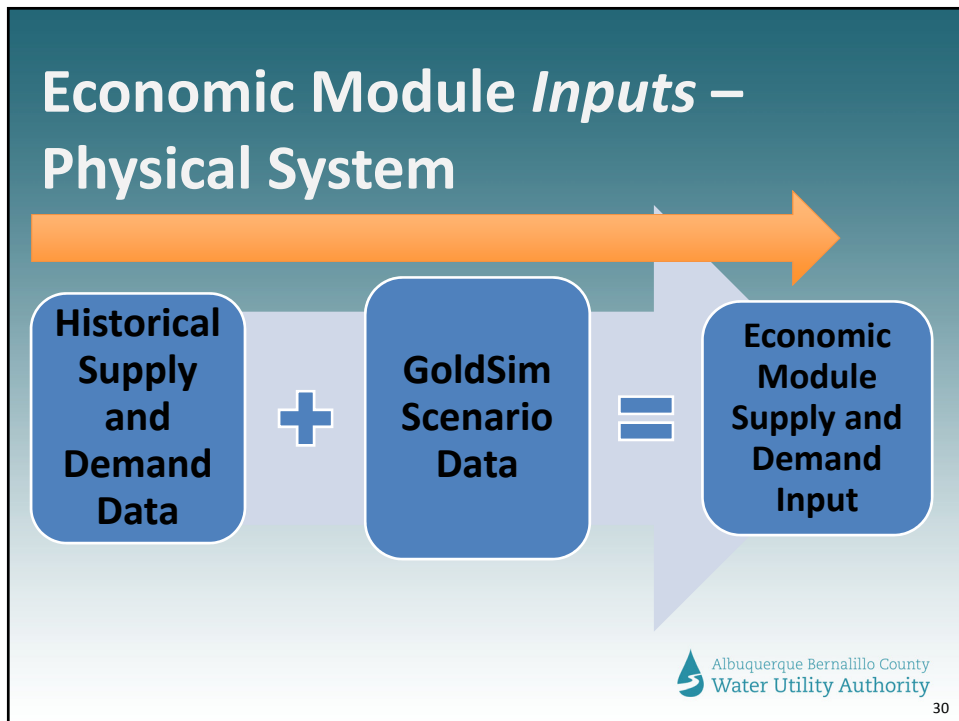 Economic Module Inputs –
Physical System
Historical
Supply
and
Demand
Data
+
GoldSim
Scenario
Data
=
Economic
Module
Supply and
Demand
Input
Albuquerque Bernalillo County
Water Utility Authority
30